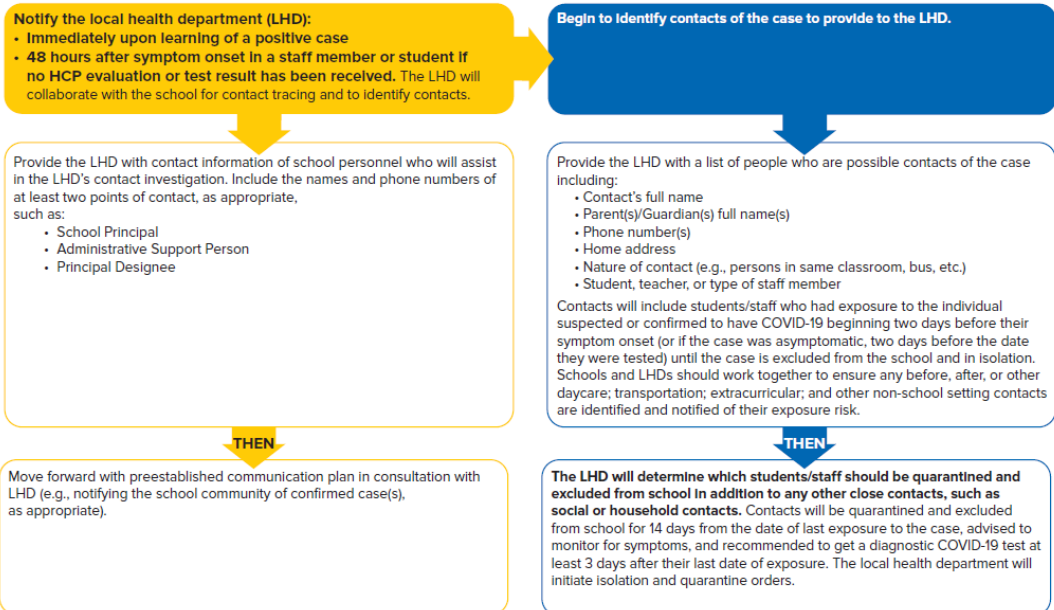 Notify the local health department (LHD):
• Immediately upon learning of a positive case
• 48 hours after symptom onset in a staff member or student if
no HCP evaluation or test result has been received. The LHD will
collaborate with the school for contact tracing and to identify contacts.
Begin to identify contacts of the case to provide to the LHD.
Provide the LHD with contact information of school personnel who will assist
in the LHD's contact investigation. Include the names and phone numbers of
at least two points of contact, as appropriate,
such as:
• School Principal
• Administrative Support Person
• Principal Designee
Provide the LHD with a list of people who are possible contacts of the case
including:
• Contact's full name
• Parent(s)/Guardian(s) full name(s)
• Phone number(s)
• Home address
• Nature of contact (e.g., persons in same classroom, bus, etc.)
• Student, teacher, or type of staff member
Contacts will include students/staff who had exposure to the individual
suspected or confirmed to have COVID-19 beginning two days before their
symptom onset (or if the case was asymptomatic, two days before the date
they were tested) until the case is excluded from the school and in isolation.
Schools and LHDs should work together to ensure any before, after, or other
daycare; transportation; extracurricular; and other non-school setting contacts
are identified and notified of their exposure risk.
THEN
Move forward with preestablished communication plan in consultation with
LHD (e.g., notifying the school community of confirmed case(s),
as appropriate).
THEN
The LHD will determine which students/staff should be quarantined and
excluded from school in addition to any other close contacts, such as
social or household contacts. Contacts will be quarantined and excluded
from school for 14 days from the date of last exposure to the case, advised to
monitor for symptoms, and recommended to get a diagnostic COVID-19 test at
least 3 days after their last date of exposure. The local health department will
initiate isolation and quarantine orders.